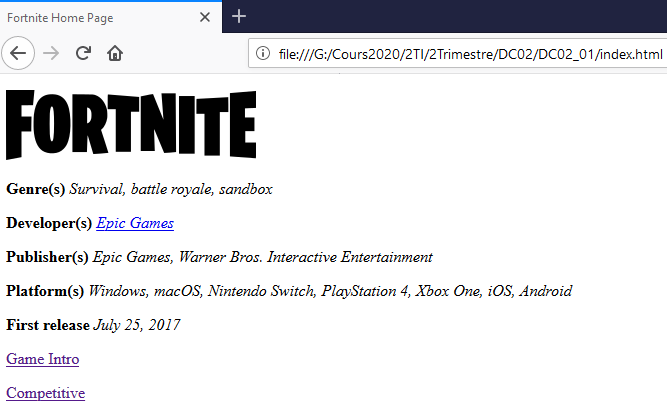 Fortnite Home Page
file:///G:/Cours2020/2TI/2Trimestre/DC02/DC02_01/index.html
FORTNITE
Genre(s) Survival, battle royale, sandbox
Developer(s) Epic Games
Publisher(s) Epic Games, Warner Bros. Interactive Entertainment
Platform(s) Windows, macOS, Nintendo Switch, PlayStation 4, Xbox One, iOS, Android
First release July 25, 2017
Game Intro
Competitive